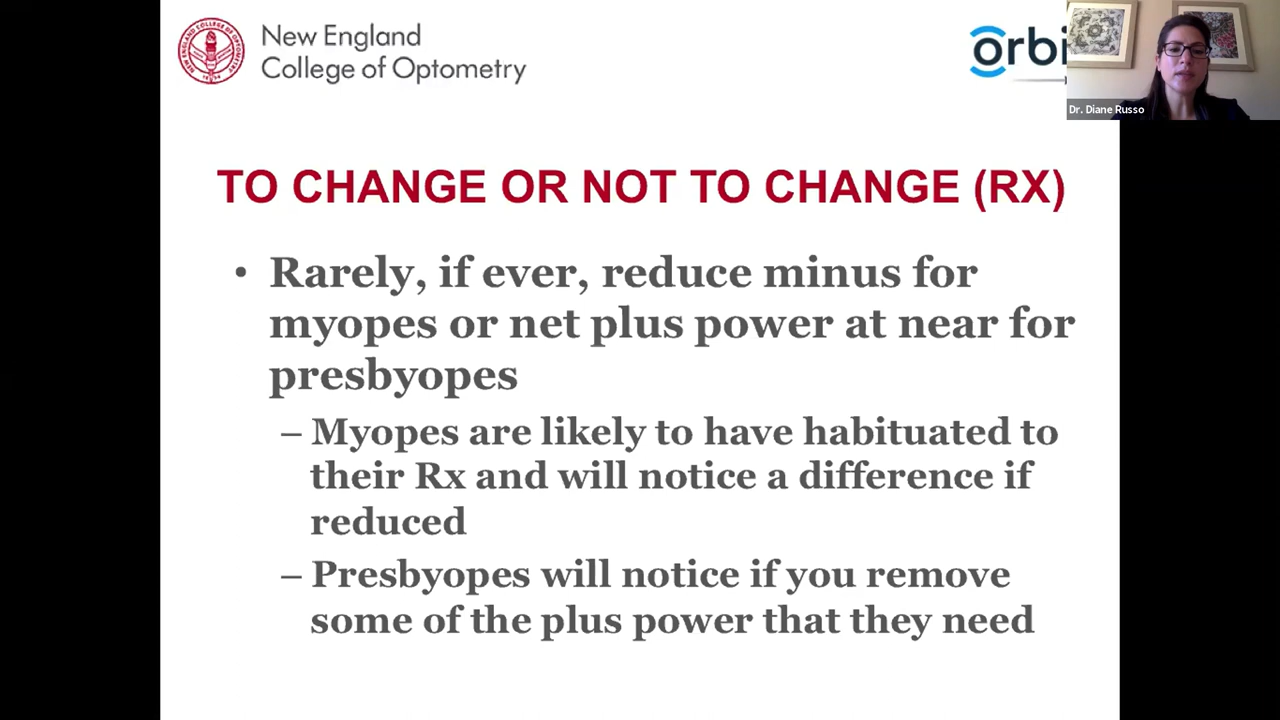 New England
College of Optometry
orbi
Dr. Diane Russo
TO CHANGE OR NOT TO CHANGE (RX)
• Rarely, if ever, reduce minus for
myopes or net plus power at near for
presbyopes
– Myopes are likely to have habituated to
their Rx and will notice a difference if
reduced
– Presbyopes will notice if you remove
some of the plus power that they need